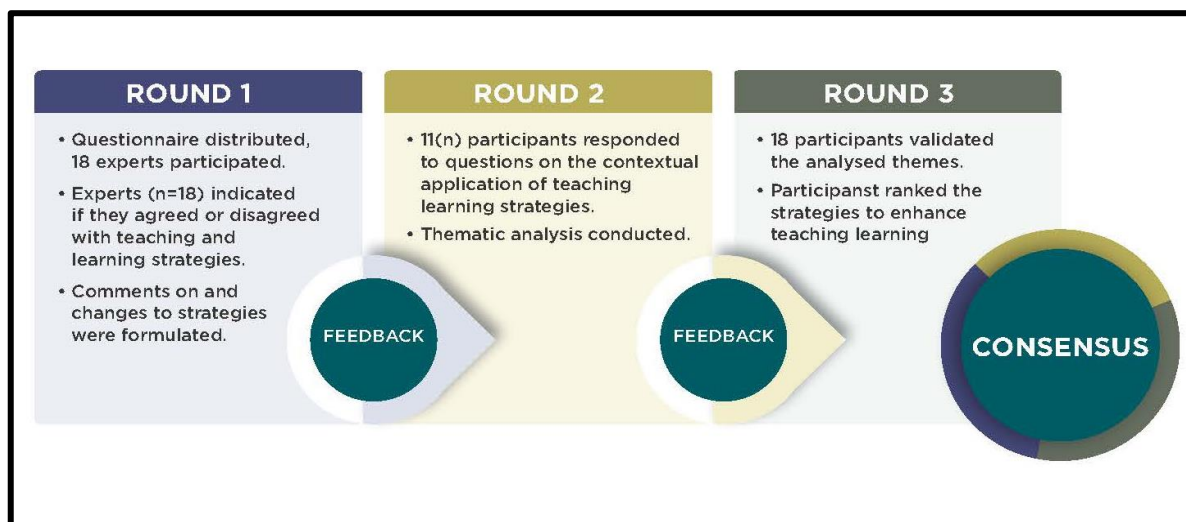 ROUND 1
• Questionnaire distributed,
18 experts participated.
• Experts (n=18) indicated
if they agreed or disagreed
with teaching and
learning strategies.
• Comments on and
changes to strategies
were formulated.
FEEDBACK
ROUND 2
• 11(n) participants responded
to questions on the contextual
application of teaching
learning strategies.
• Thematic analysis conducted.
FEEDBACK
ROUND 3
• 18 participants validated
the analysed themes.
• Participanst ranked the
strategies to enhance
teaching learning
CONSENSUS